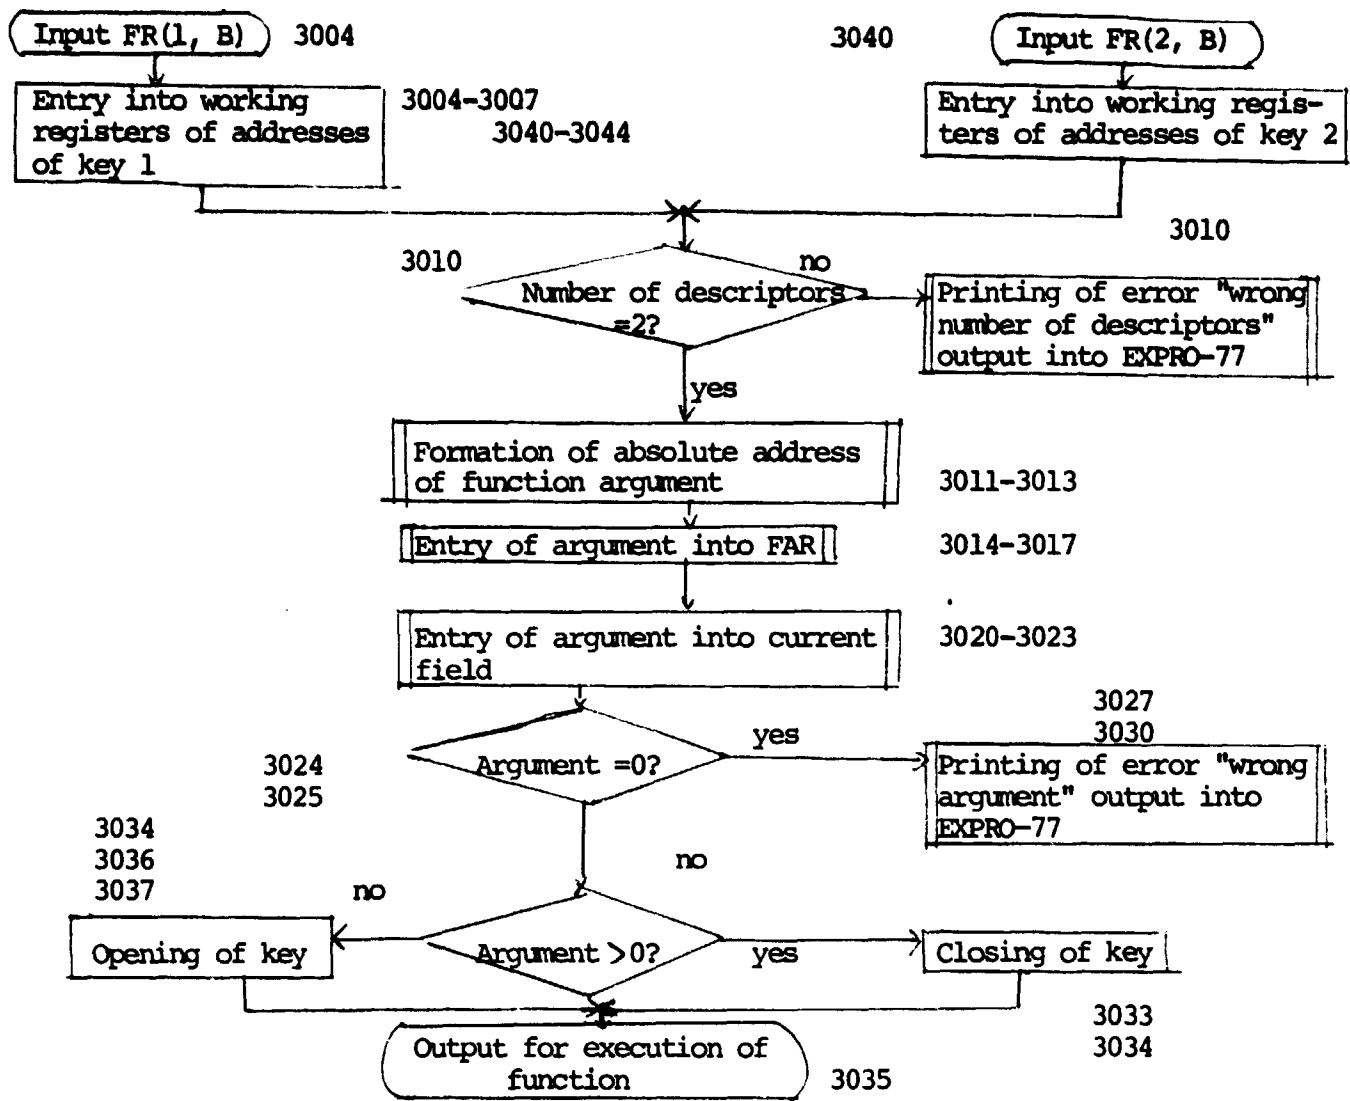 Input FR(1, B) 3004
3040 Input FR(2, B)
Entry into working
registers of addresses
of key 1
3004-3007
3040-3044
Entry into working regis-
ters of addresses of key 2
3010
3010
no
Number of descriptors
=2?
Printing of error "wrong
number of descriptors"
output into EXPRO-77
yes
Formation of absolute address
of function argument
3011-3013
Entry of argument into FAR
3014-3017
Entry of argument into current
field
3020-3023
3024
3025
Argument =0?
yes
3027
3030
Printing of error "wrong
argument" output into
EXPRO-77
no
3034
3036
3037
no
Opening of key
Argument >0?
yes
Closing of key
3033
3034
Output for execution of
function
3035